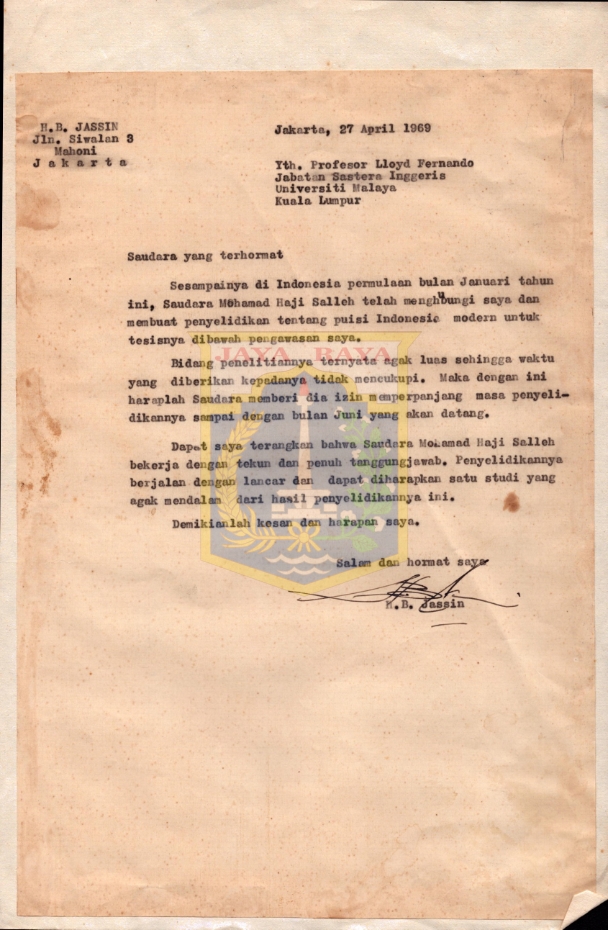 H.B. JASSIN
Jln. Siwalan 3
Mahoni
J a k a r t a
Jakarta, 27 April 1969
Yth. Profesor Lloyd Fernando
Jabatan Sastera Inggeris
Universiti Malaya
Kuala Lumpur
Saudara yang terhormat
Sesampainya di Indonesia permulaan bulan Januari tahun
ini, Saudara Mohamad Haji Salleh telah menghubungi saya dan
membuat penyelidikan tentang puisi Indonesia modern untuk
tesisnya dibawah pengawasan saya.
JAYA RAYA
Bidang penelitiannya ternyata agak luas sehingga waktu
yang diberikan kepadanya tidak mencukupi. Maka dengan ini
haraplah Saudara memberi dia izin memperpanjang masa penyeli-
dikannya sampai dengan bulan Juni yang akan datang.
Dapat saya terangkan bahwa Saudara Mohamad Haji Salleh
bekerja dengan tekun dan penuh tanggungjawab. Penyelidikannya
berjalan dengan lancar dan dapat diharapkan satu studi yang
agak mendalam dari hasil penyelidikannya ini.
Demikianlah kesan dan harapan saya.
Salam dan hormat saya
H.B. Jassin